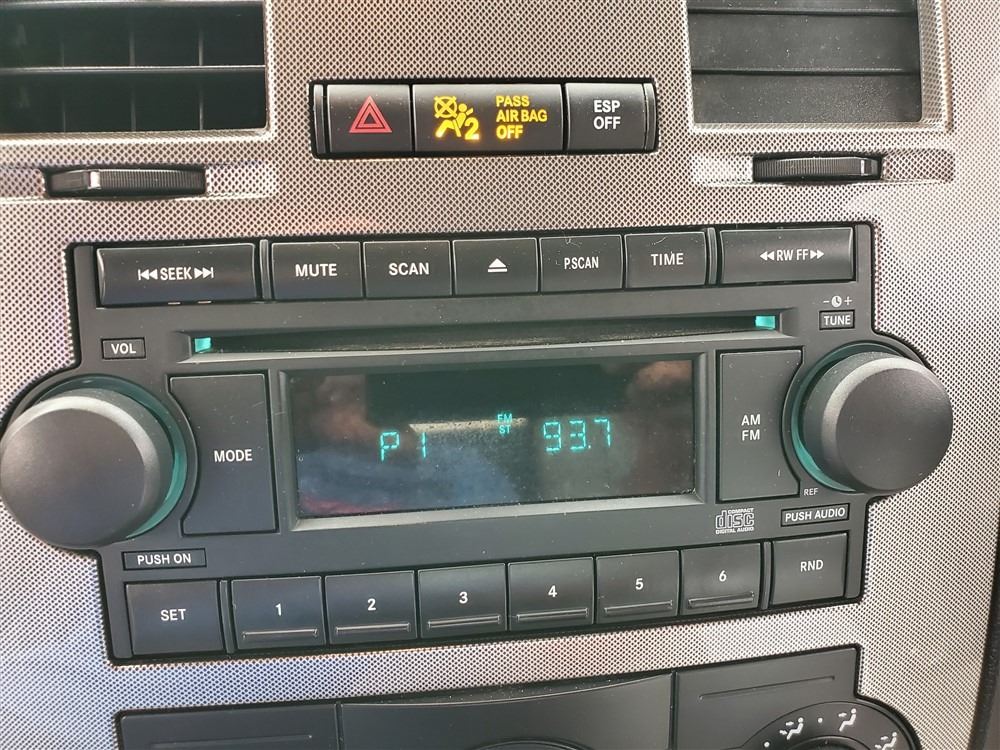 PASS
AIR BAG
OFF
2
ESP
OFF
SEEK
MUTE
SCAN
P.SCAN
TIME
RW FF
- +
TUNE
VOL
MODE
P1
FM
ST
93.7
AM
FM
REF
COMPACT
disc
DIGITAL AUDIO
PUSH AUDIO
PUSH ON
SET
1
2
3
4
5
6
RND